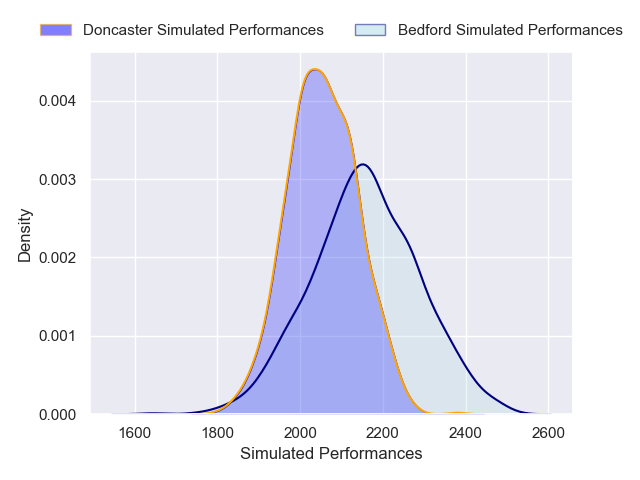 Doncaster Simulated Performances Bedford Simulated Performances
0.004
0.003
0.002
0.001
0.000
Density
1600 1800 2000 2200 2400 2600
Simulated Performances